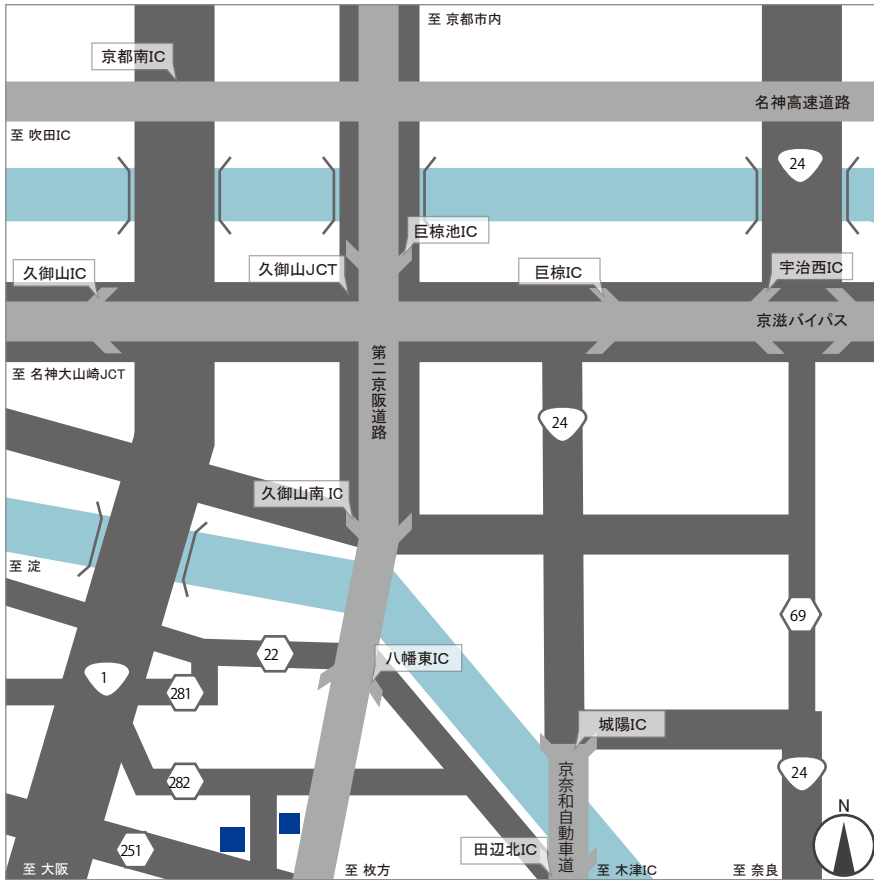 至 京都市内
京都南IC
名神高速道路
至 吹田IC
24
巨椋池IC
久御山IC
久御山JCT
巨椋IC
宇治西IC
京滋バイパス
至 名神大山崎JCT
第二京阪道路
24
久御山南 IC
至 淀
69
22
八幡東IC
1
281
城陽IC
282
京奈和自動車道
24
N
251
田辺北IC
至 大阪
至 枚方
至 木津IC
至 奈良